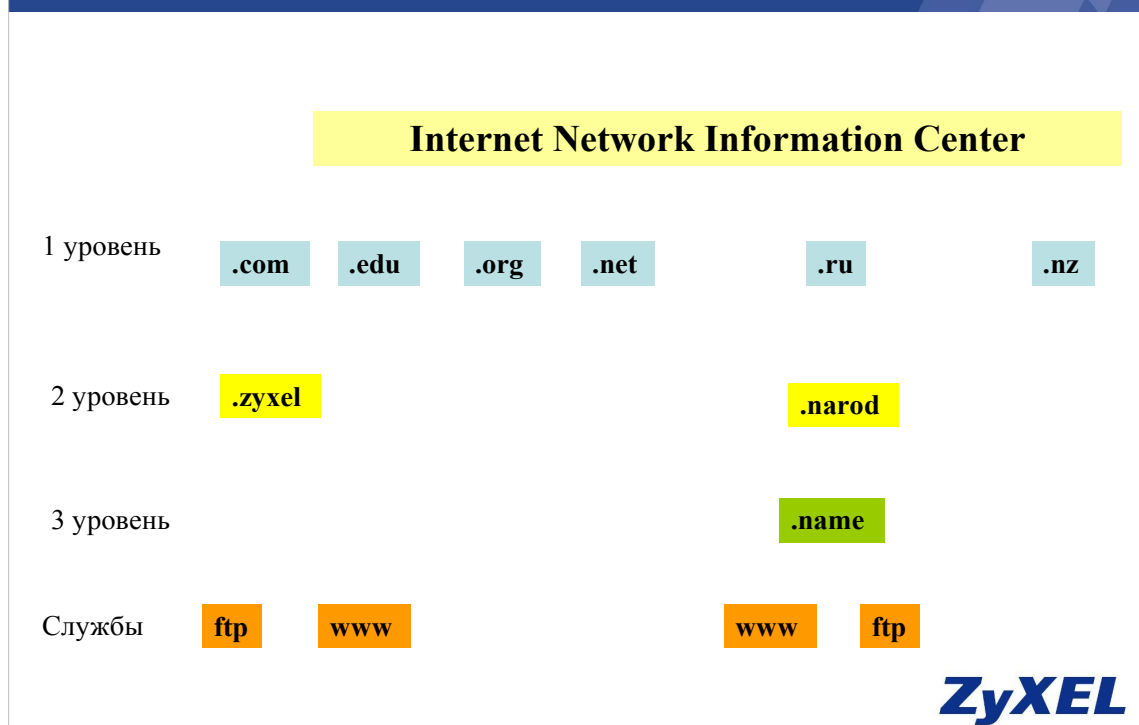 Internet Network Information Center
1 уровень
.com .edu .org .net .ru .nz
2 уровень
.zyxel .narod
3 уровень
.name
Службы
ftp www www ftp
ZyXEL